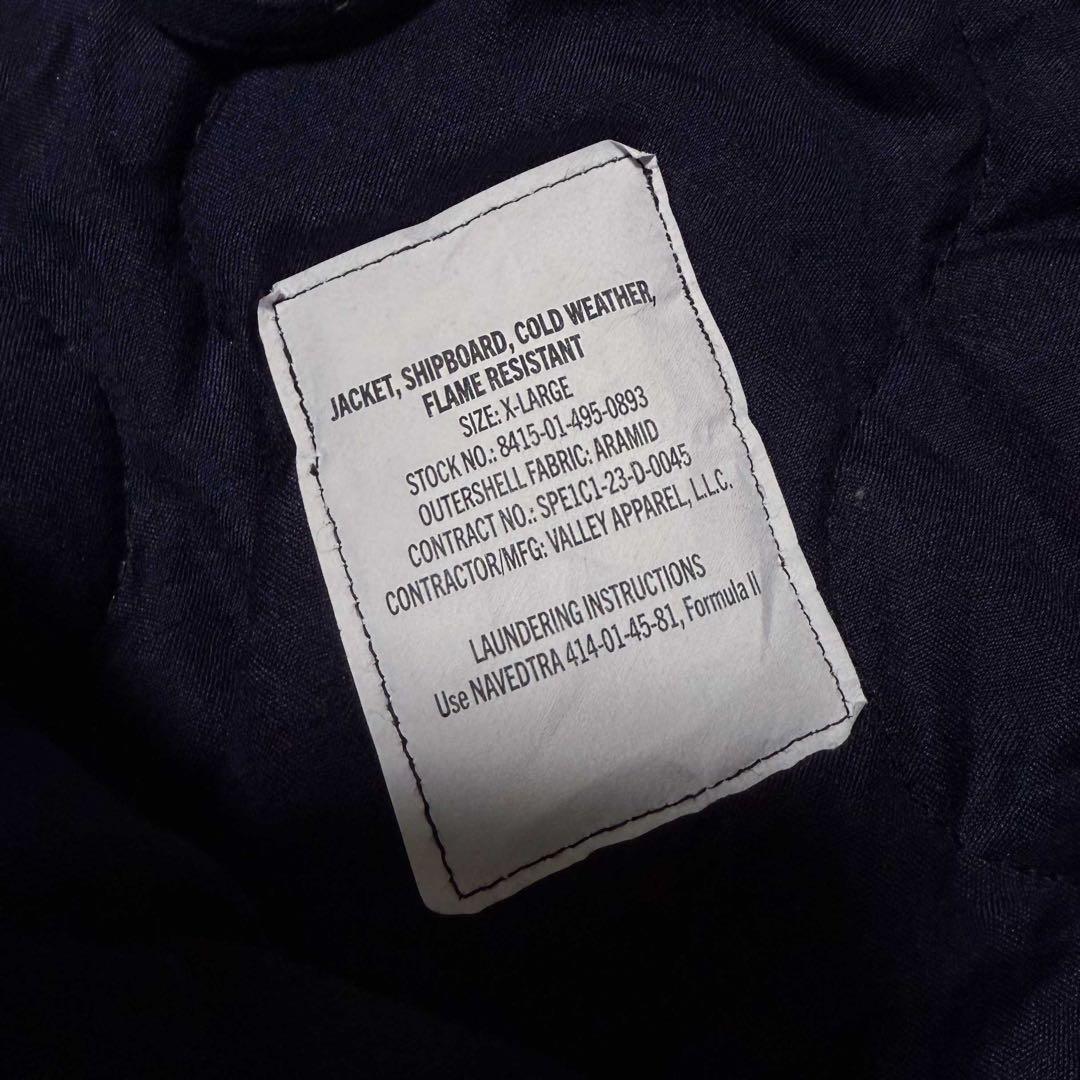 JACKET, SHIPBOARD, COLD WEATHER,
FLAME RESISTANT
SIZE: X-LARGE
STOCK NO.: 8415-01-495-0893
OUTERSHELL FABRIC: ARAMID
CONTRACT NO.: SPE1C1-23-D-0045
CONTRACTOR/MFG: VALLEY APPAREL, L.L.C.
LAUNDERING INSTRUCTIONS
Use NAVEDTRA 414-01-45-81, Formula II